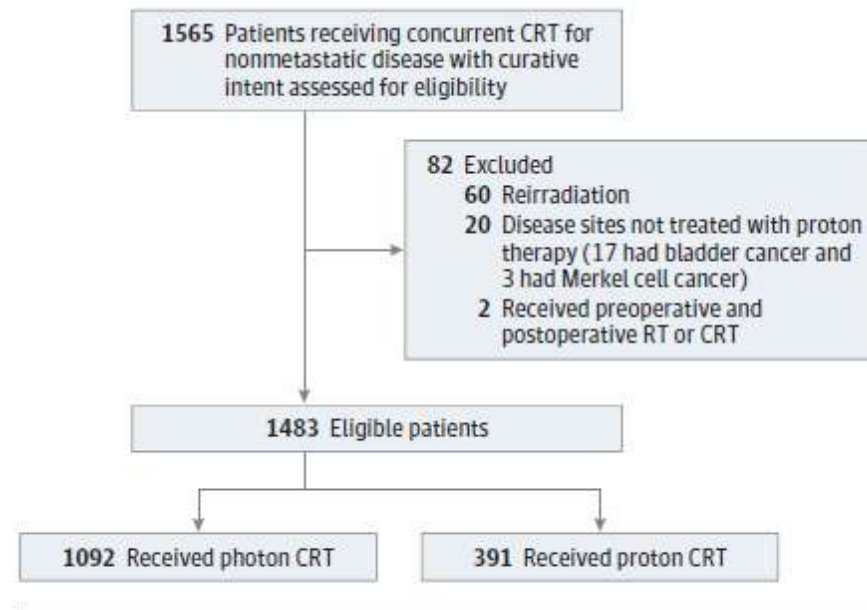 1565 Patients receiving concurrent CRT for
nonmetastatic disease with curative
intent assessed for eligibility
82 Excluded
60 Reirradiation
20 Disease sites not treated with proton
therapy (17 had bladder cancer and
3 had Merkel cell cancer)
2 Received preoperative and
postoperative RT or CRT
1483 Eligible patients
1092 Received photon CRT
391 Received proton CRT